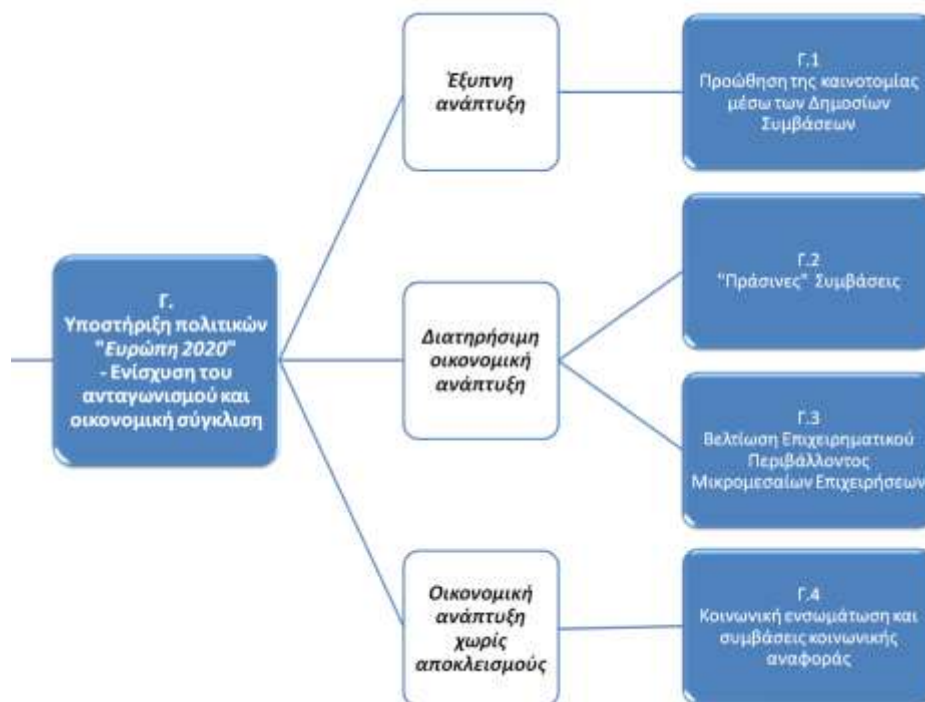 Γ.
Υποστήριξη πολιτικών
"Ευρώπη 2020"
- Ενίσχυση του
ανταγωνισμού και
οικονομική σύγκλιση
Έξυπνη
ανάπτυξη
Γ.1
Προώθηση της καινοτομίας
μέσω των Δημοσίων
Συμβάσεων
Διατηρήσιμη
οικονομική
ανάπτυξη
Γ.2
"Πράσινες" Συμβάσεις
Γ.3
Βελτίωση Επιχειρηματικού
Περιβάλλοντος
Μικρομεσαίων Επιχειρήσεων
Οικονομική
ανάπτυξη
χωρίς
αποκλεισμούς
Γ.4
Κοινωνική ενσωμάτωση και
συμβάσεις κοινωνικής
αναφοράς